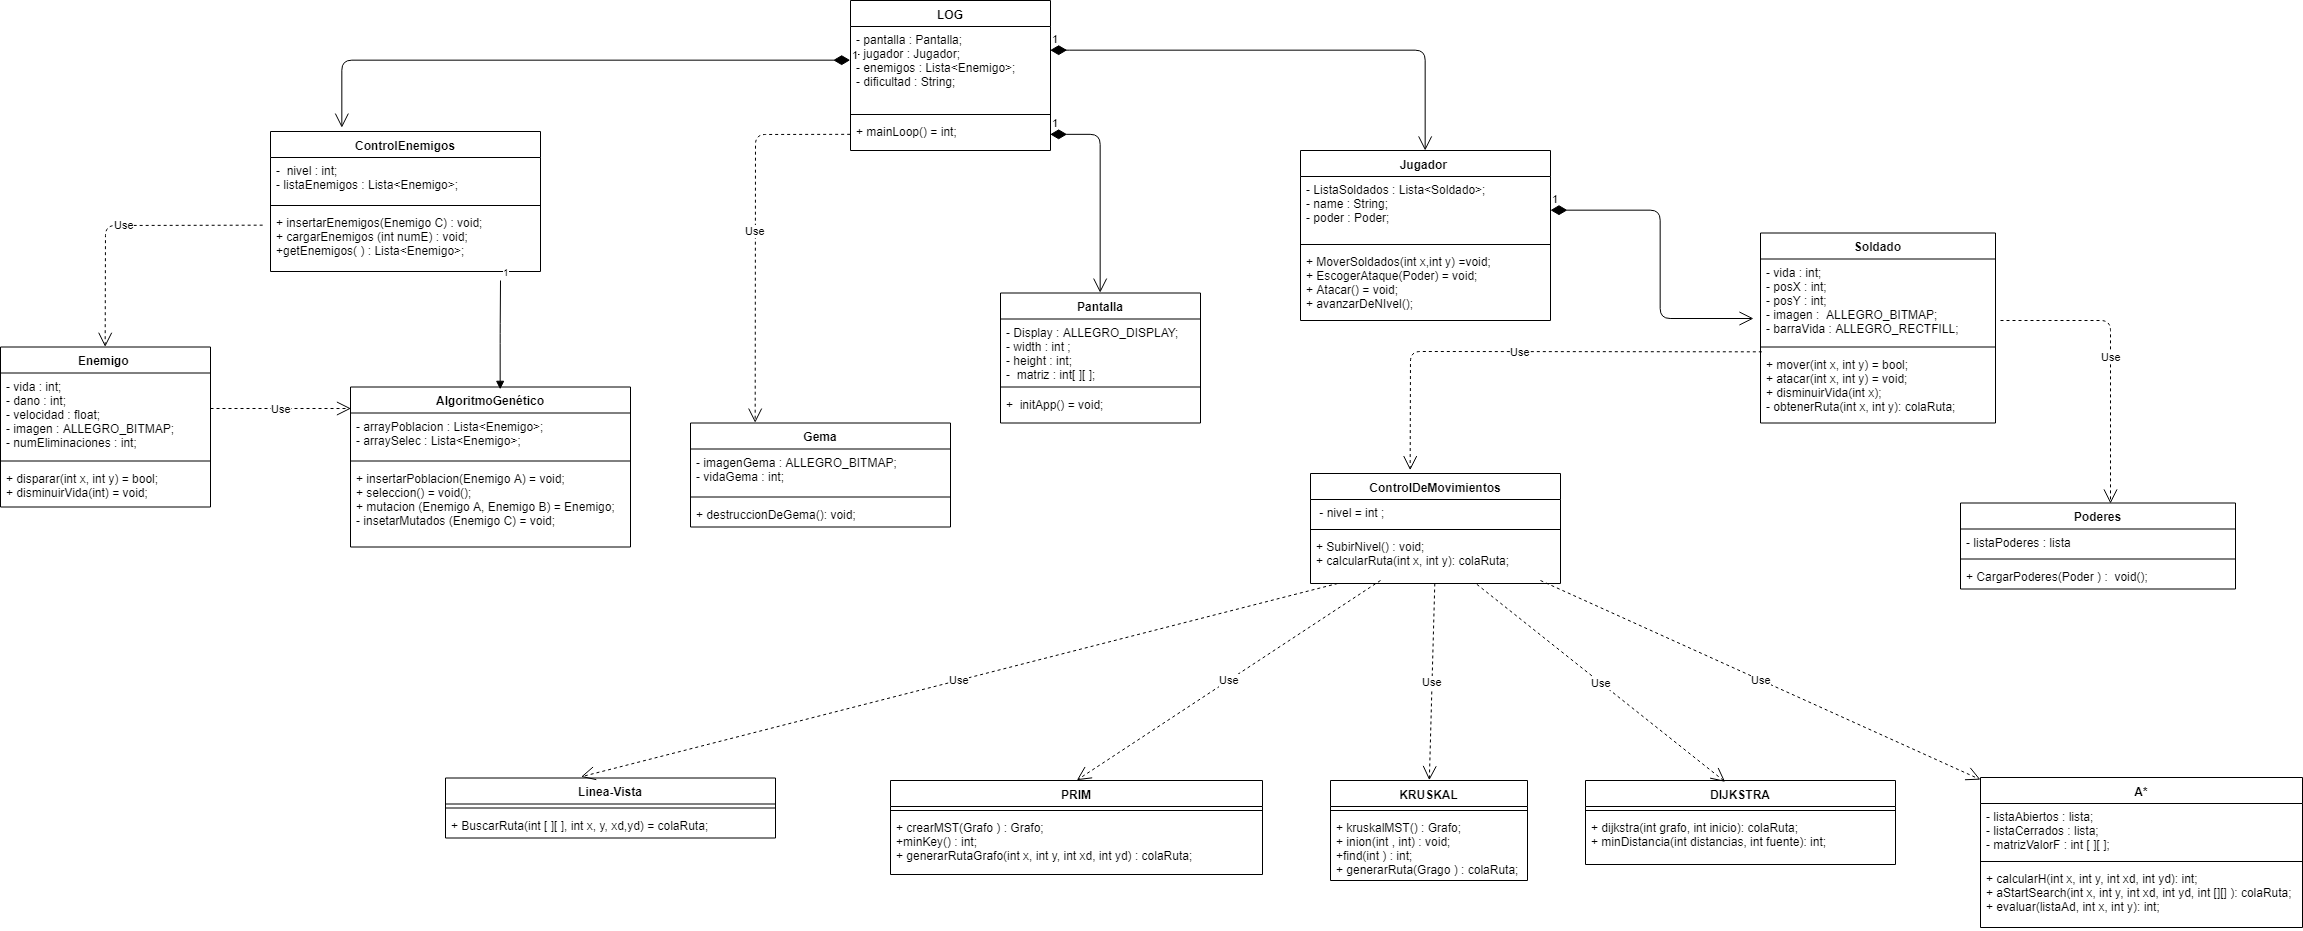 LOG
- pantalla : Pantalla;
- jugador : Jugador;
- enemigos : Lista<Enemigo>;
- dificultad : String;
+ mainLoop() = int;
1
1
1
ControlEnemigos
-  nivel : int;
- listaEnemigos : Lista<Enemigo>;
+ insertarEnemigos(Enemigo C) : void;
+ cargarEnemigos (int numE) : void;
+getEnemigos( ) : Lista<Enemigo>;
1
Use
Use
Jugador
- ListaSoldados : Lista<Soldado>;
- name : String;
- poder : Poder;
+ MoverSoldados(int x,int y) =void;
+ EscogerAtaque(Poder) = void;
+ Atacar() = void;
+ avanzarDeNIvel();
1
Soldado
- vida : int;
- posX : int;
- posY : int;
- imagen :  ALLEGRO_BITMAP;
- barraVida : ALLEGRO_RECTFILL;
+ mover(int x, int y) = bool;
+ atacar(int x, int y) = void;
+ disminuirVida(int x);
- obtenerRuta(int x, int y): colaRuta;
Use
Use
Enemigo
- vida : int;
- dano : int;
- velocidad : float;
- imagen : ALLEGRO_BITMAP;
- numEliminaciones : int;
+ disparar(int x, int y) = bool;
+ disminuirVida(int) = void;
Use
AlgoritmoGenético
- arrayPoblacion : Lista<Enemigo>;
- arraySelec : Lista<Enemigo>;
+ insertarPoblacion(Enemigo A) = void;
+ seleccion() = void();
+ mutacion (Enemigo A, Enemigo B) = Enemigo;
- insetarMutados (Enemigo C) = void;
Gema
- imagenGema : ALLEGRO_BITMAP;
- vidaGema : int;
+ destruccionDeGema(): void;
Pantalla
- Display : ALLEGRO_DISPLAY;
- width : int ;
- height : int;
-  matriz : int[ ][ ];
+  initApp() = void;
ControlDeMovimientos
- nivel = int ;
+ SubirNivel() : void;
+ calcularRuta(int x, int y): colaRuta;
Poderes
- listaPoderes : lista
+ CargarPoderes(Poder ) :  void();
Use
Use
Use
Use
Use
Linea-Vista
+ BuscarRuta(int [ ][ ], int x, y, xd,yd) = colaRuta;
PRIM
+ crearMST(Grafo ) : Grafo;
+minKey() : int;
+ generarRutaGrafo(int x, int y, int xd, int yd) : colaRuta;
KRUSKAL
+ kruskalMST() : Grafo;
+ inion(int , int) : void;
+find(int ) : int;
+ generarRuta(Grago ) : colaRuta;
DIJKSTRA
+ dijkstra(int grafo, int inicio): colaRuta;
+ minDistancia(int distancias, int fuente): int;
A*
- listaAbiertos : lista;
- listaCerrados : lista;
- matrizValorF : int [ ][ ];
+ calcularH(int x, int y, int xd, int yd): int;
+ aStartSearch(int x, int y, int xd, int yd, int [][] ): colaRuta;
+ evaluar(listaAd, int x, int y): int;